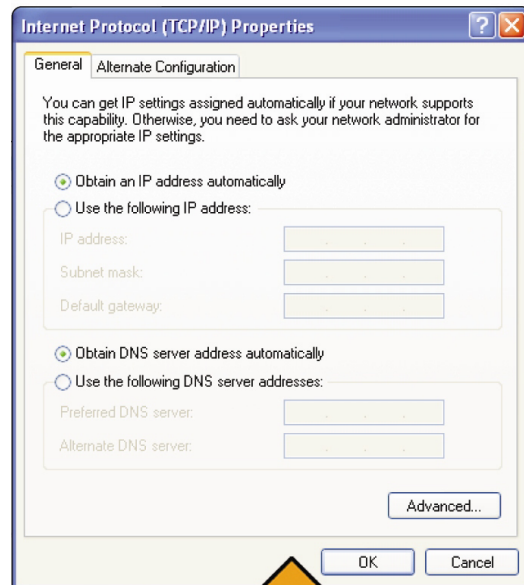 Internet Protocol (TCP/IP) Properties
General
Alternate Configuration
You can get IP settings assigned automatically if your network supports
this capability. Otherwise, you need to ask your network administrator for
the appropriate IP settings.
Obtain an IP address automatically
Use the following IP address:
IP address:
Subnet mask:
Default gateway:
Obtain DNS server address automatically
Use the following DNS server addresses:
Preferred DNS server:
Alternate DNS server:
Advanced...
OK
Cancel